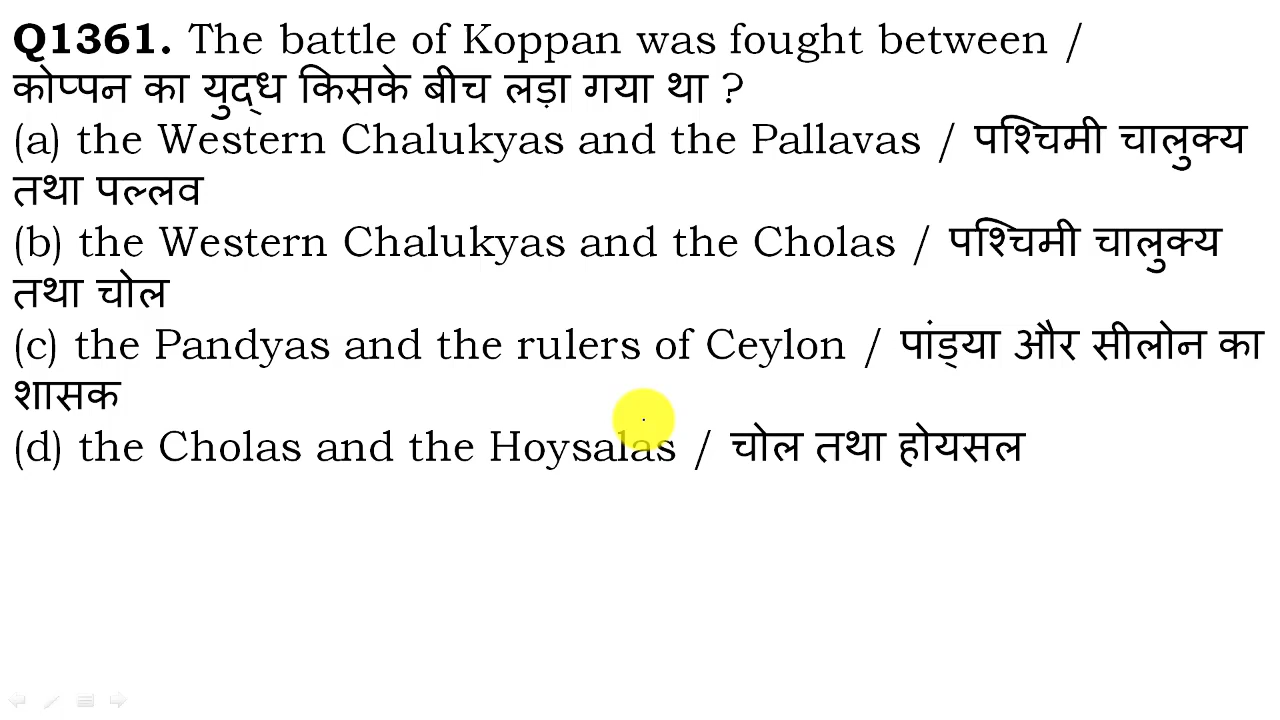 Q1361. The battle of Koppan was fought between /
कोप्पन का युद्ध किसके बीच लड़ा गया था ?
(a) the Western Chalukyas and the Pallavas / पश्चिमी चालुक्य
तथा पल्लव
(b) the Western Chalukyas and the Cholas / पश्चिमी चालुक्य
तथा चोल
(c) the Pandyas and the rulers of Ceylon / पांड्या और सीलोन का
शासक
(d) the Cholas and the Hoysalas / चोल तथा होयसल